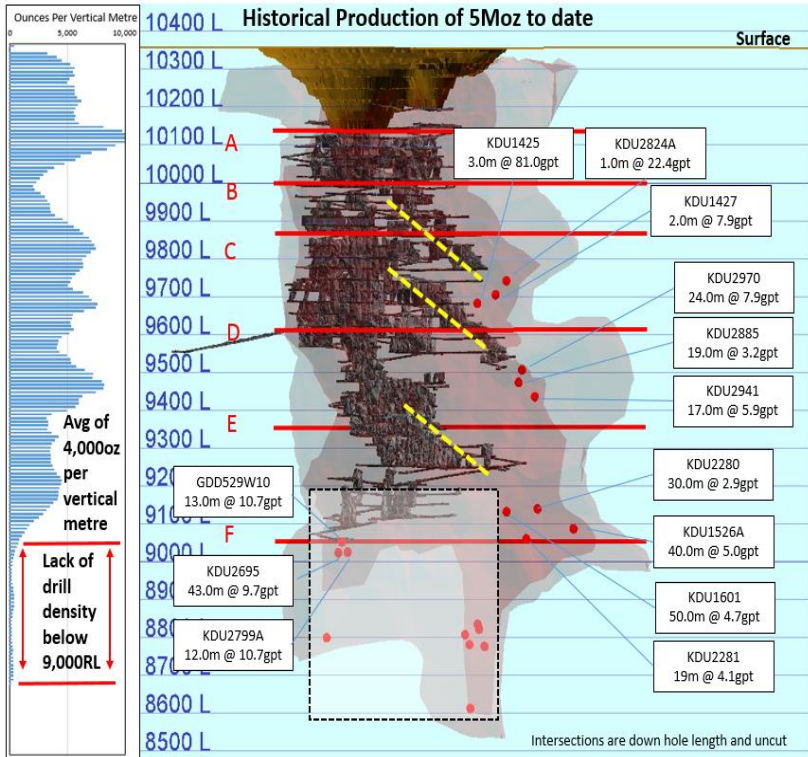 Historical Production of 5Moz to date
Ounces Per Vertical Metre
0
5,000
10,000
Surface
10400 L
10300 L
10200 L
10100 L
10000 L
9900 L
9800 L
9700 L
9600 L
9500 L
9400 L
9300 L
9200 L
9100 L
9000 L
8900 L
8800 L
8700 L
8600 L
8500 L
A
B
C
D
E
F
KDU1425
3.0m @ 81.0gpt
KDU2824A
1.0m @ 22.4gpt
KDU1427
2.0m @ 7.9gpt
KDU2970
24.0m @ 7.9gpt
KDU2885
19.0m @ 3.2gpt
KDU2941
17.0m @ 5.9gpt
KDU2280
30.0m @ 2.9gpt
KDU1526A
40.0m @ 5.0gpt
KDU1601
50.0m @ 4.7gpt
KDU2281
19m @ 4.1gpt
GDD529W10
13.0m @ 10.7gpt
KDU2695
43.0m @ 9.7gpt
KDU2799A
12.0m @ 10.7gpt
Avg of
4,000oz
per
vertical
metre
Lack of
drill
density
below
9,000RL
Intersections are down hole length and uncut